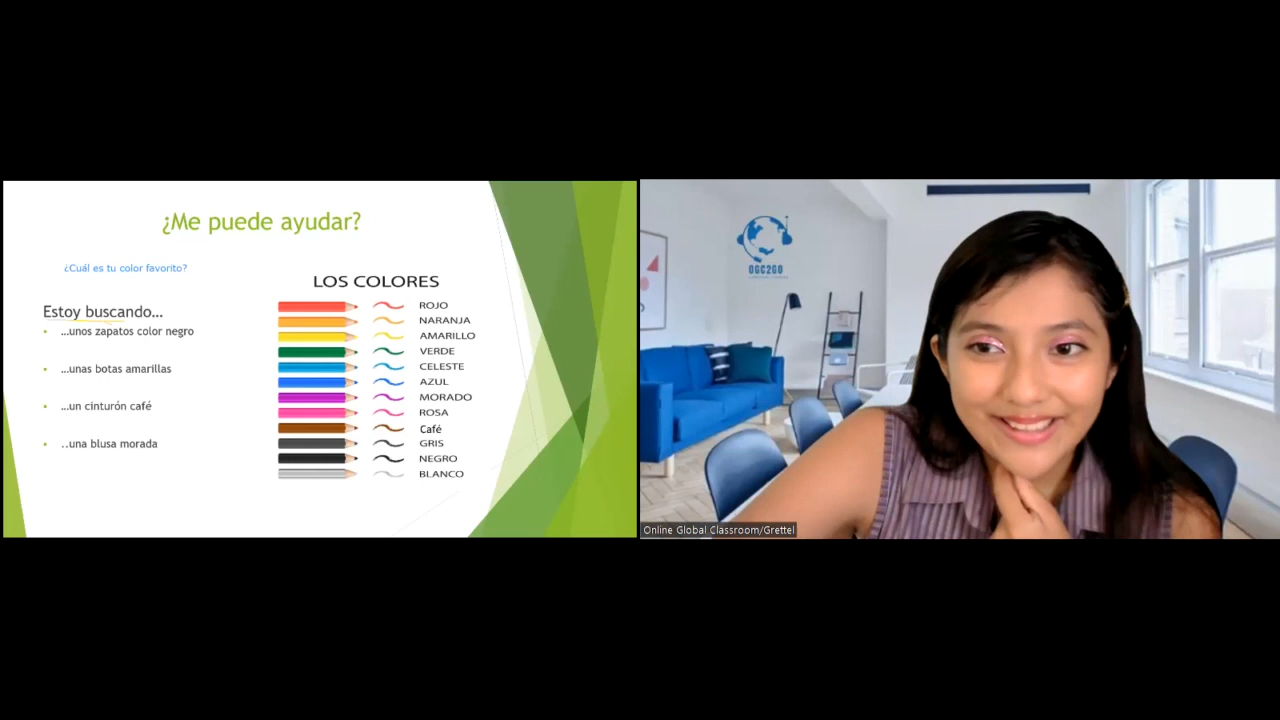 ¿Me puede ayudar?
¿Cuál es tu color favorito?
Estoy buscando...
...unos zapatos color negro
...unas botas amarillas
...un cinturón café
..una blusa morada
LOS COLORES
ROJO
NARANJA
AMARILLO
VERDE
CELESTE
AZUL
MORADO
ROSA
Café
GRIS
NEGRO
BLANCO
OGC2GO
Online Global Classroom/Grettel